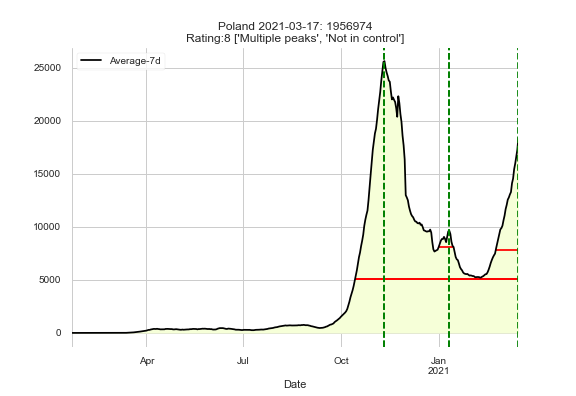 Poland 2021-03-17: 1956974
Rating:8 ['Multiple peaks', 'Not in control']
Average-7d
25000
20000
15000
10000
5000
0
Apr
Jul
Oct
Jan
2021
Date